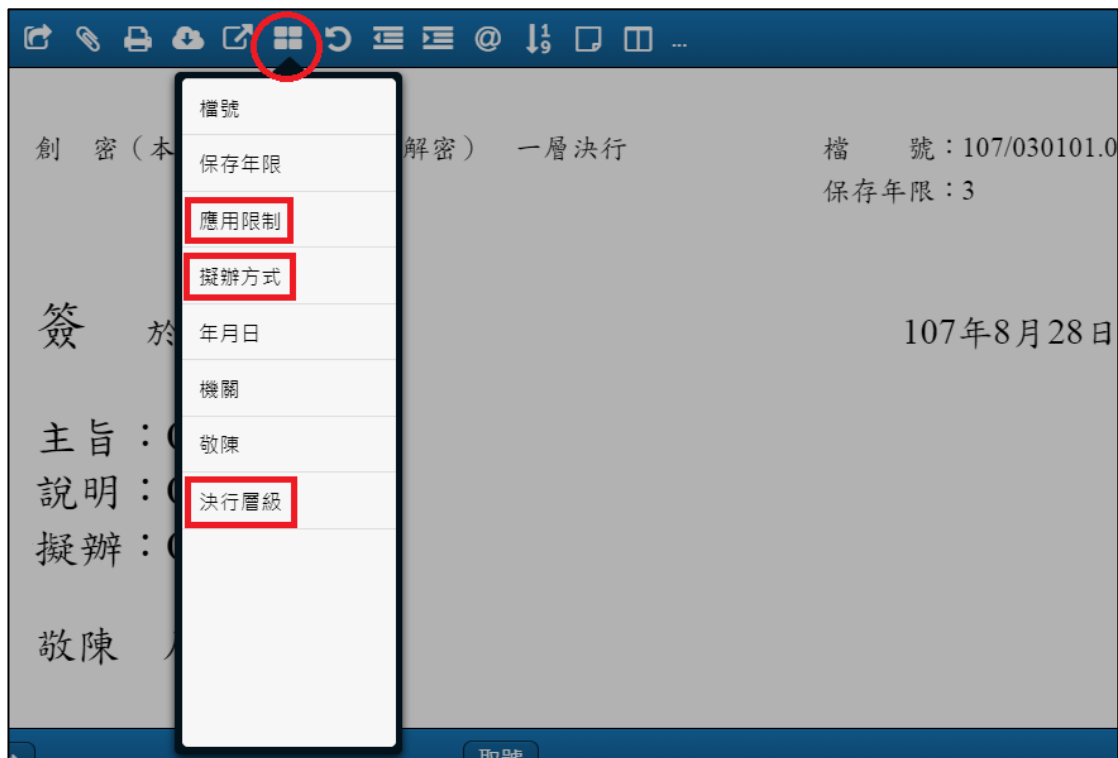 ...
檔號
創 密(本 解密) 一層決行 檔 號:107/030101.0
保存年限
保存年限:3
應用限制
擬辦方式
簽 於 年月日 107年8月28日
機關
主旨:
敬陳
說明:
決行層級
擬辦:
敬陳
取號